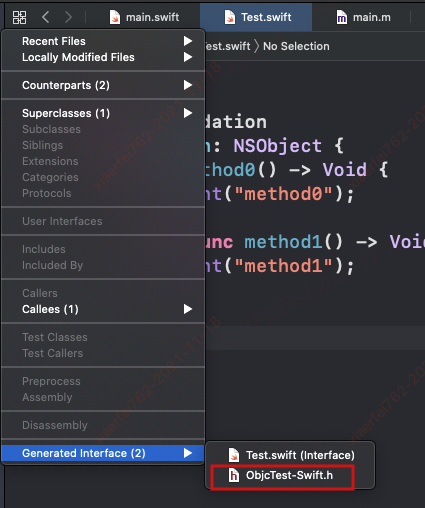 main.swift
Test.swift
main.m
Test.swift 〉No Selection
Recent Files
Locally Modified Files
Counterparts (2)
Superclasses (1)
Subclasses
Siblings
Extensions
Categories
Protocols
User Interfaces
Includes
Included By
Callers
Callees (1)
Test Classes
Test Callers
Preprocess
Assembly
Disassembly
Generated Interface (2)
Test.swift (Interface)
ObjcTest-Swift.h
dation
n: NSObject {
thod0() -> Void {
nt("method0");
unc method1() -> Void
nt("method1");